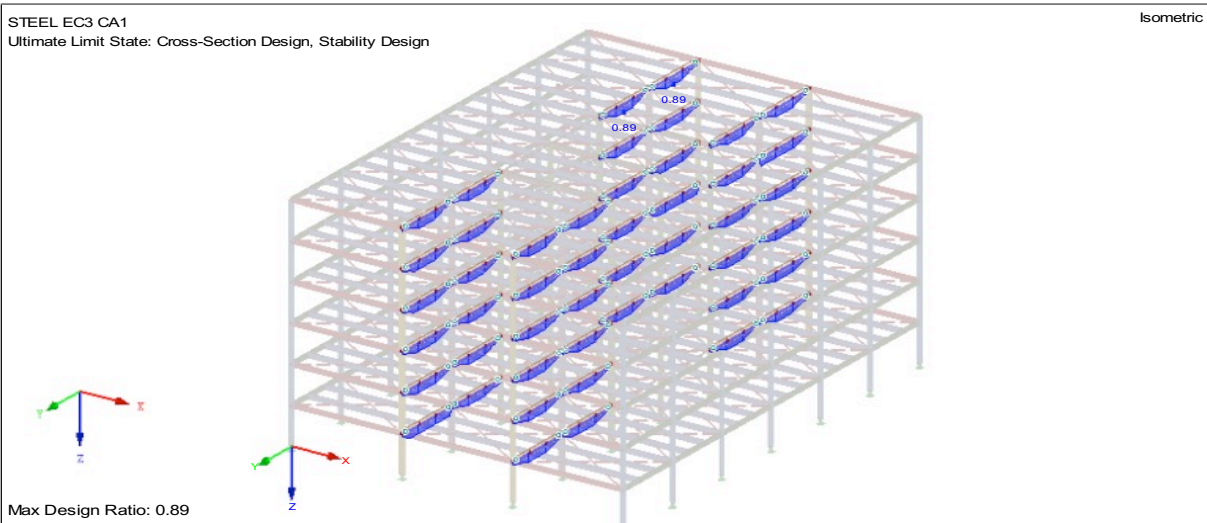 STEEL EC3 CA1
Isometric
Ultimate Limit State: Cross-Section Design, Stability Design
0.89
0.89
Y
X
Z
Y
X
Z
Max Design Ratio: 0.89